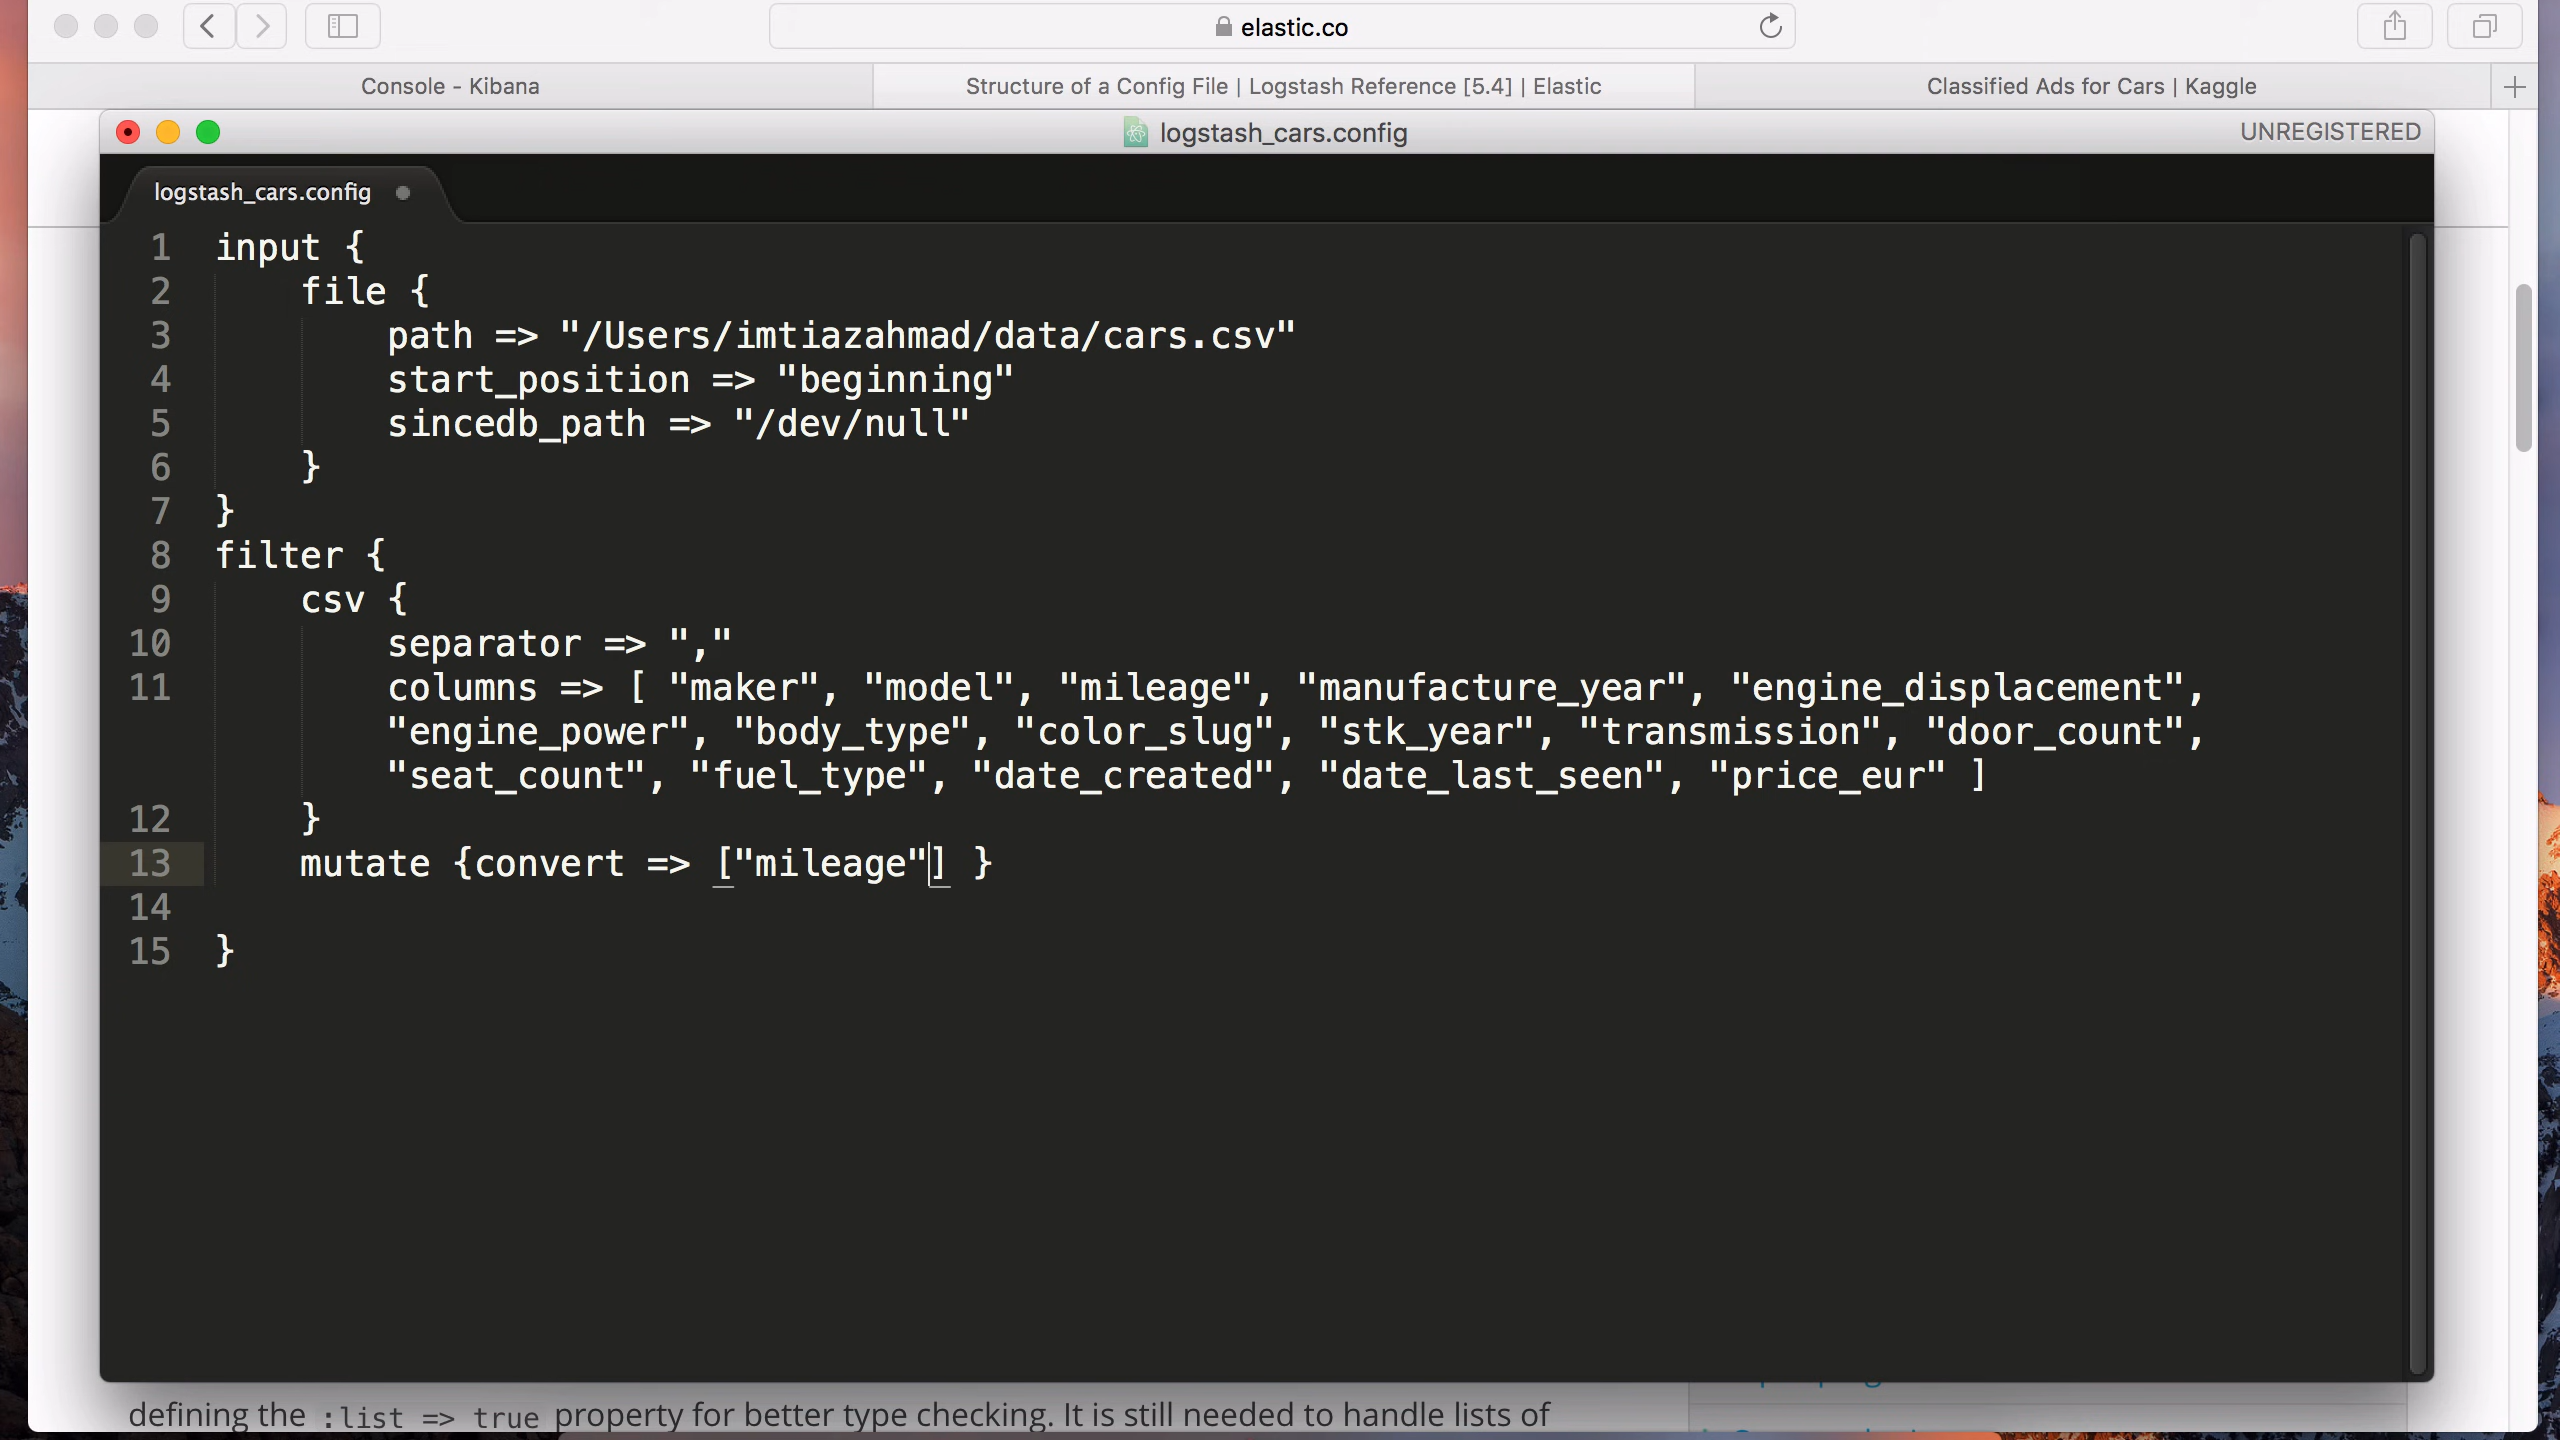 elastic.co
Console - Kibana
Structure of a Config File | Logstash Reference [5.4] | Elastic
Classified Ads for Cars | Kaggle
logstash_cars.config
UNREGISTERED
logstash_cars.config
1 input {
2 file {
3 path => "/Users/imtiazahmad/data/cars.csv"
4 start_position => "beginning"
5 sincedb_path => "/dev/null"
6 }
7 }
8 filter {
9 csv {
10 separator => ","
11 columns => [ "maker", "model", "mileage", "manufacture_year", "engine_displacement",
"engine_power", "body_type", "color_slug", "stk_year", "transmission", "door_count",
"seat_count", "fuel_type", "date_created", "date_last_seen", "price_eur" ]
12 }
13 mutate {convert => ["mileage"] }
14
15 }
defining the :list => true property for better type checking. It is still needed to handle lists of